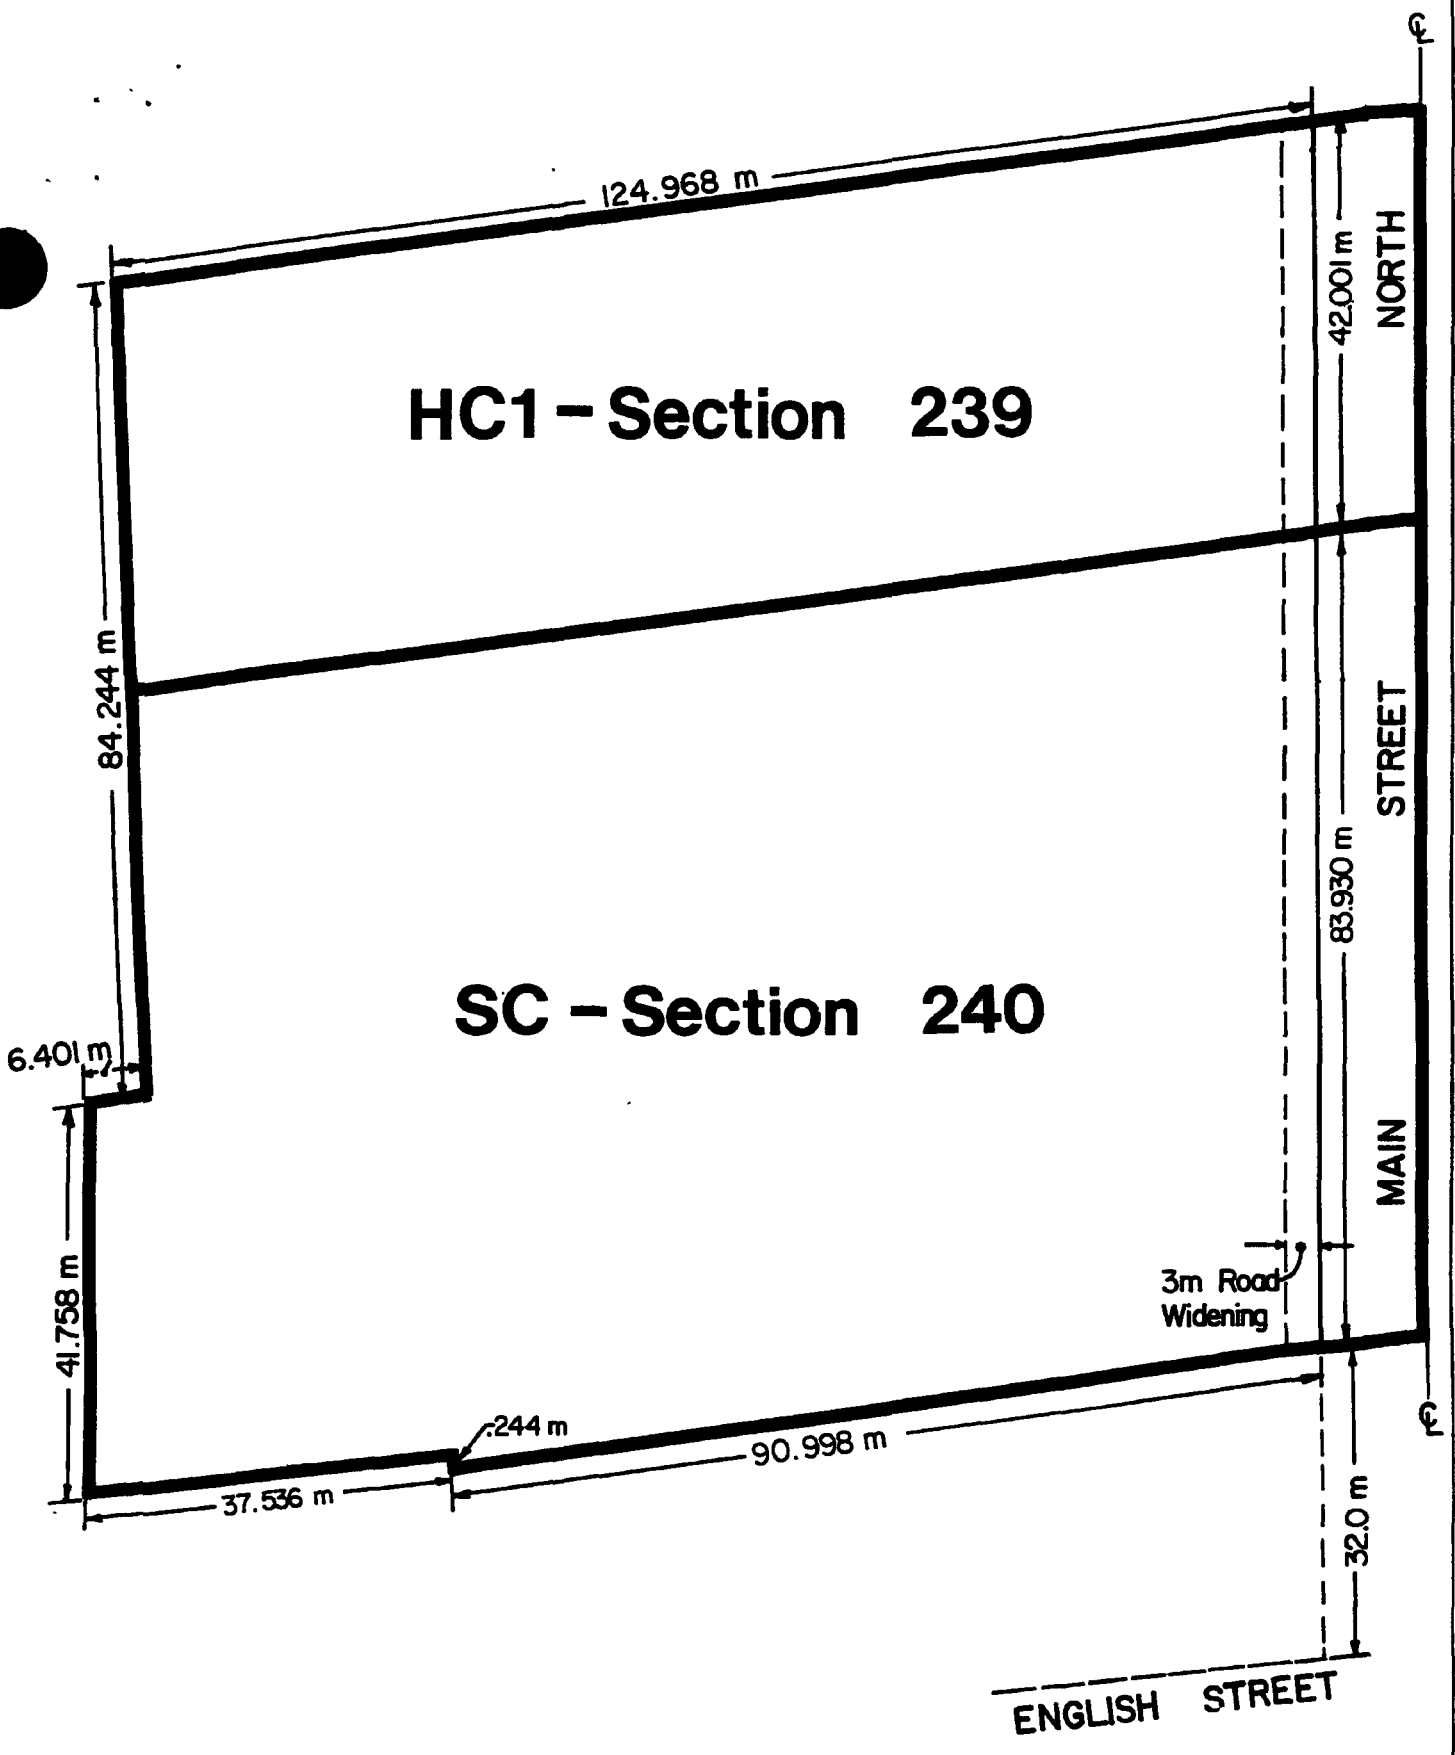 ℄
124.968 m
42.001 m
NORTH
HC1 - Section 239
84.244 m
STREET
83.930 m
SC - Section 240
6.401 m
MAIN
3m Road
Widening
41.758 m
.244 m
90.998 m
℄
37.536 m
32.0 m
ENGLISH STREET